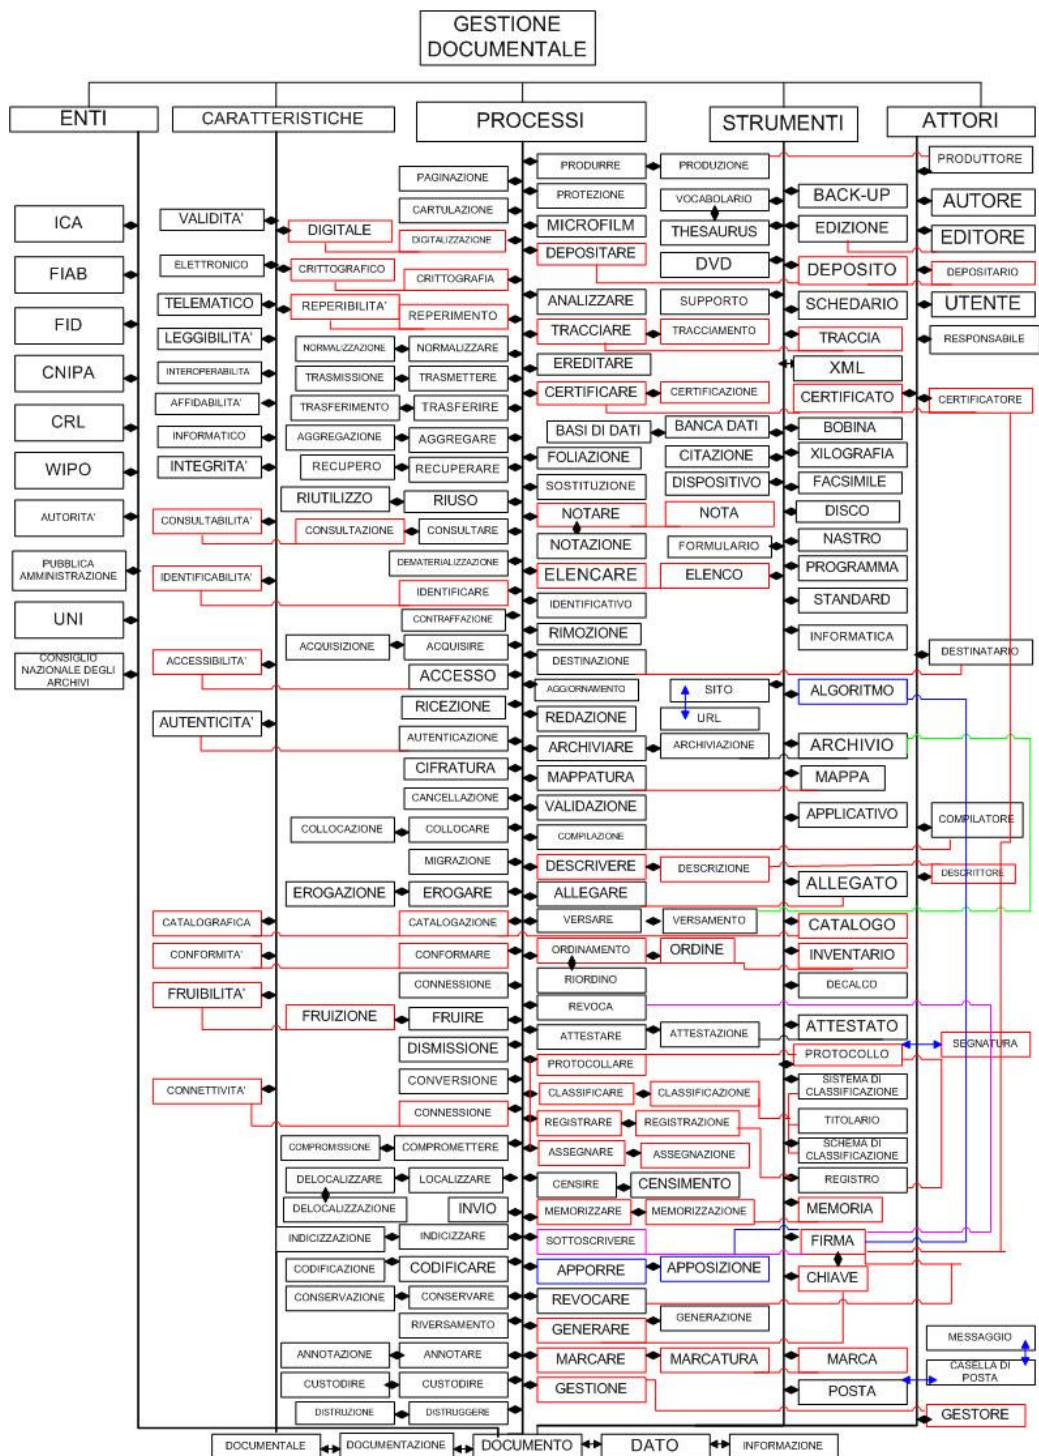 GESTIONE
DOCUMENTALE
ENTI
CARATTERISTICHE
PROCESSI
STRUMENTI
ATTORI
ICA
FIAB
FID
CNIPA
CRL
WIPO
AUTORITA'
PUBBLICA
AMMINISTRAZIONE
UNI
CONSIGLIO
NAZIONALE DEGLI
ARCHIVI
VALIDITA'
DIGITALE
ELETTRONICO
CRITTOGRAFICO
TELEMATICO
REPERIBILITA'
LEGGIBILITA'
INTEROPERABILITA
AFFIDABILITA'
INFORMATICO
INTEGRITA'
CONSULTABILITA'
IDENTIFICABILITA'
ACCESSIBILITA'
AUTENTICITA'
CATALOGRAFICA
CONFORMITA'
FRUIBILITA'
CONNETTIVITA'
PAGINAZIONE
CARTULAZIONE
DIGITALIZZAZIONE
CRITTOGRAFIA
REPERIMENTO
NORMALIZZAZIONE
NORMALIZZARE
TRASMISSIONE
TRASMETTERE
TRASFERIMENTO
TRASFERIRE
AGGREGAZIONE
AGGREGARE
RECUPERO
RECUPERARE
RIUTILIZZO
RIUSO
CONSULTAZIONE
CONSULTARE
DEMATERIALIZZAZIONE
IDENTIFICARE
CONTRAFFAZIONE
ACQUISIZIONE
ACQUISIRE
ACCESSO
RICEZIONE
AUTENTICAZIONE
CIFRATURA
CANCELLAZIONE
COLLOCAZIONE
COLLOCARE
MIGRAZIONE
EROGAZIONE
EROGARE
CATALOGAZIONE
CONFORMARE
CONNESSIONE
FRUIZIONE
FRUIRE
DISMISSIONE
CONVERSIONE
CONNESSIONE
COMPROMISSIONE
COMPROMETTERE
DELOCALIZZARE
LOCALIZZARE
DELOCALIZZAZIONE
INVIO
INDICIZZAZIONE
INDICIZZARE
CODIFICAZIONE
CODIFICARE
CONSERVAZIONE
CONSERVARE
RIVERSAMENTO
ANNOTAZIONE
ANNOTARE
CUSTODIRE
CUSTODIRE
DISTRUZIONE
DISTRUGGERE
PRODURRE
PRODUZIONE
PROTEZIONE
MICROFILM
DEPOSITARE
ANALIZZARE
TRACCIARE
TRACCIAMENTO
EREDITARE
CERTIFICARE
CERTIFICAZIONE
FOLIAZIONE
SOSTITUZIONE
NOTARE
NOTA
NOTAZIONE
ELENCARE
ELENCO
IDENTIFICATIVO
RIMOZIONE
DESTINAZIONE
AGGIORNAMENTO
REDAZIONE
ARCHIVIARE
ARCHIVIAZIONE
MAPPATURA
VALIDAZIONE
COMPILAZIONE
DESCRIVERE
DESCRIZIONE
ALLEGARE
VERSARE
VERSAMENTO
ORDINAMENTO
ORDINE
RIORDINO
REVOCA
ATTESTARE
ATTESTAZIONE
PROTOCOLLARE
CLASSIFICARE
CLASSIFICAZIONE
REGISTRARE
REGISTRAZIONE
ASSEGNARE
ASSEGNAZIONE
CENSIRE
CENSIMENTO
MEMORIZZARE
MEMORIZZAZIONE
SOTTOSCRIVERE
APPORRE
APPOSIZIONE
REVOCARE
GENERARE
GENERAZIONE
MARCARE
MARCATURA
GESTIONE
VOCABOLARIO
THESAURUS
DVD
SUPPORTO
BASI DI DATI
BANCA DATI
CITAZIONE
DISPOSITIVO
FORMULARIO
SITO
URL
BACK-UP
EDIZIONE
DEPOSITO
SCHEDARIO
TRACCIA
XML
CERTIFICATO
BOBINA
XILOGRAFIA
FACSIMILE
DISCO
NASTRO
PROGRAMMA
STANDARD
INFORMATICA
ALGORITMO
ARCHIVIO
MAPPA
APPLICATIVO
ALLEGATO
CATALOGO
INVENTARIO
DECALCO
ATTESTATO
PROTOCOLLO
SISTEMA DI
CLASSIFICAZIONE
TITOLARIO
SCHEMA DI
CLASSIFICAZIONE
REGISTRO
MEMORIA
FIRMA
CHIAVE
MARCA
POSTA
PRODUTTORE
AUTORE
EDITORE
DEPOSITARIO
UTENTE
RESPONSABILE
CERTIFICATORE
DESTINATARIO
COMPILATORE
DESCRITTORE
SEGNATURA
MESSAGGIO
CASELLA DI
POSTA
GESTORE
DOCUMENTALE
DOCUMENTAZIONE
DOCUMENTO
DATO
INFORMAZIONE